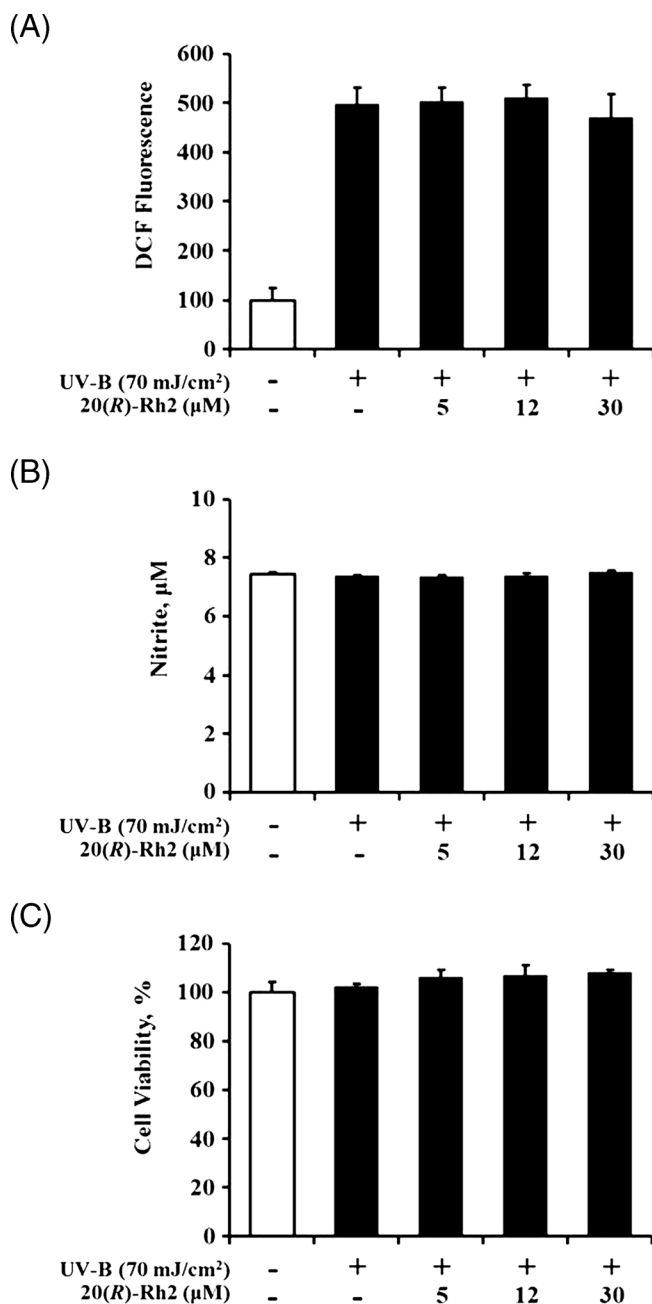 (A)
600
500
400
300
200
100
0
DCF Fluorescence
UV-B (70 mJ/cm²) - + + + +
20(R)-Rh2 (µM) - - 5 12 30
(B)
10
8
6
4
2
0
Nitrite, µM
UV-B (70 mJ/cm²) - + + + +
20(R)-Rh2 (µM) - - 5 12 30
(C)
120
100
80
60
40
20
0
Cell Viability, %
UV-B (70 mJ/cm²) - + + + +
20(R)-Rh2 (µM) - - 5 12 30